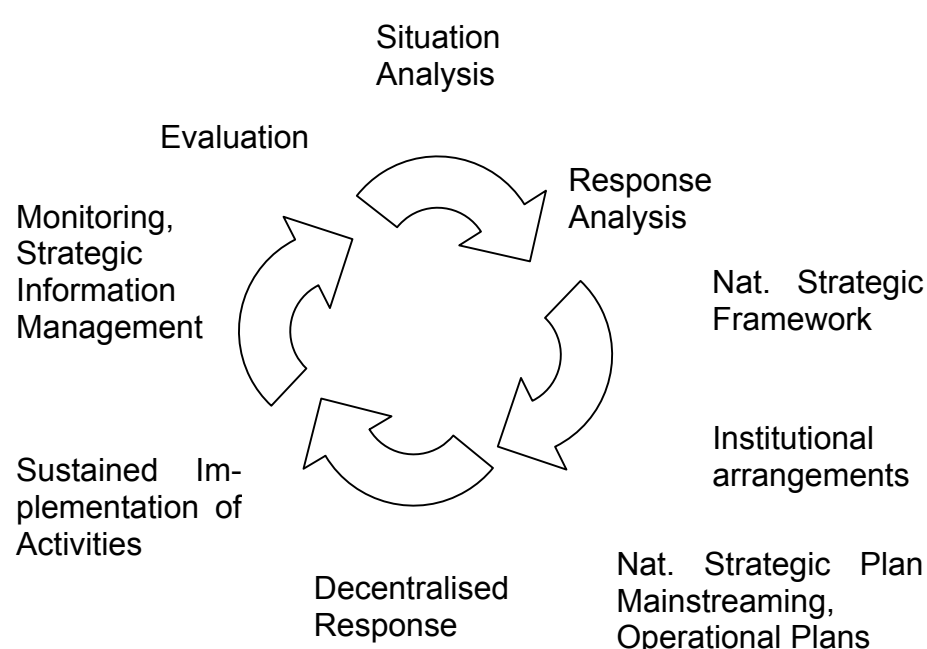 Situation
Analysis
Evaluation
Response
Analysis
Monitoring,
Strategic
Information
Management
Nat. Strategic
Framework
Institutional
arrangements
Sustained Im-
plementation of
Activities
Nat. Strategic Plan
Mainstreaming,
Operational Plans
Decentralised
Response